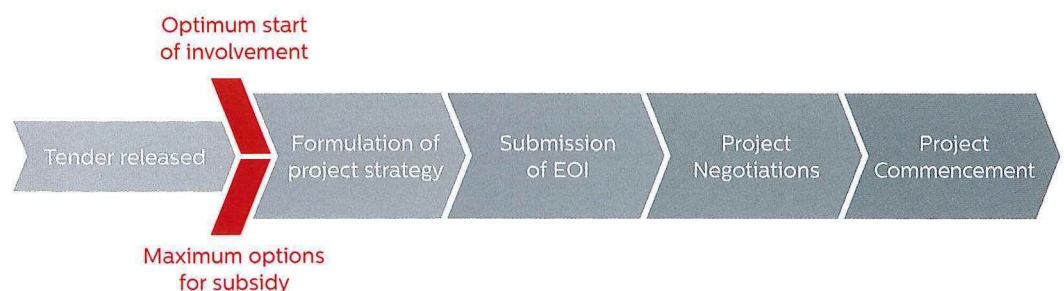 Optimum start
of involvement
Tender released
Formulation of
project strategy
Submission
of EOI
Project
Negotiations
Project
Commencement
Maximum options
for subsidy